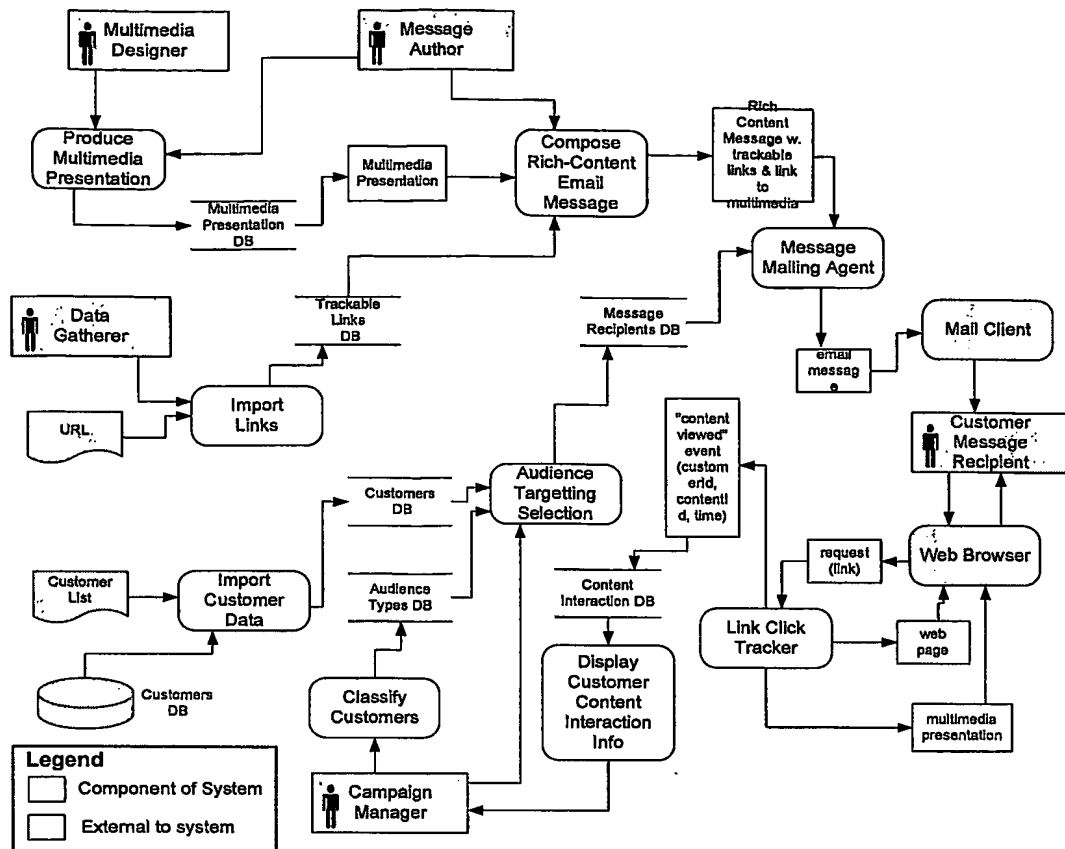 Multimedia
Designer
Message
Author
Produce
Multimedia
Presentation
Multimedia
Presentation
DB
Multimedia
Presentation
Compose
Rich-Content
Email
Message
Rich
Content
Message w.
trackable
links & link
to
multimedia
Message
Mailing Agent
Data
Gatherer
Trackable
Links
DB
Message
Recipients DB
Mail Client
email
messag
e
URL
Import
Links
"content
viewed"
event
(custom
erId,
contentI
d, time)
Customer
Message
Recipient
Customers
DB
Audience
Targetting
Selection
Web Browser
request
(link)
Customer
List
Import
Customer
Data
Audience
Types DB
Content
Interaction DB
Link Click
Tracker
web
page
Customers
DB
Classify
Customers
Display
Customer
Content
Interaction
Info
multimedia
presentation
Legend
Component of System
External to system
Campaign
Manager